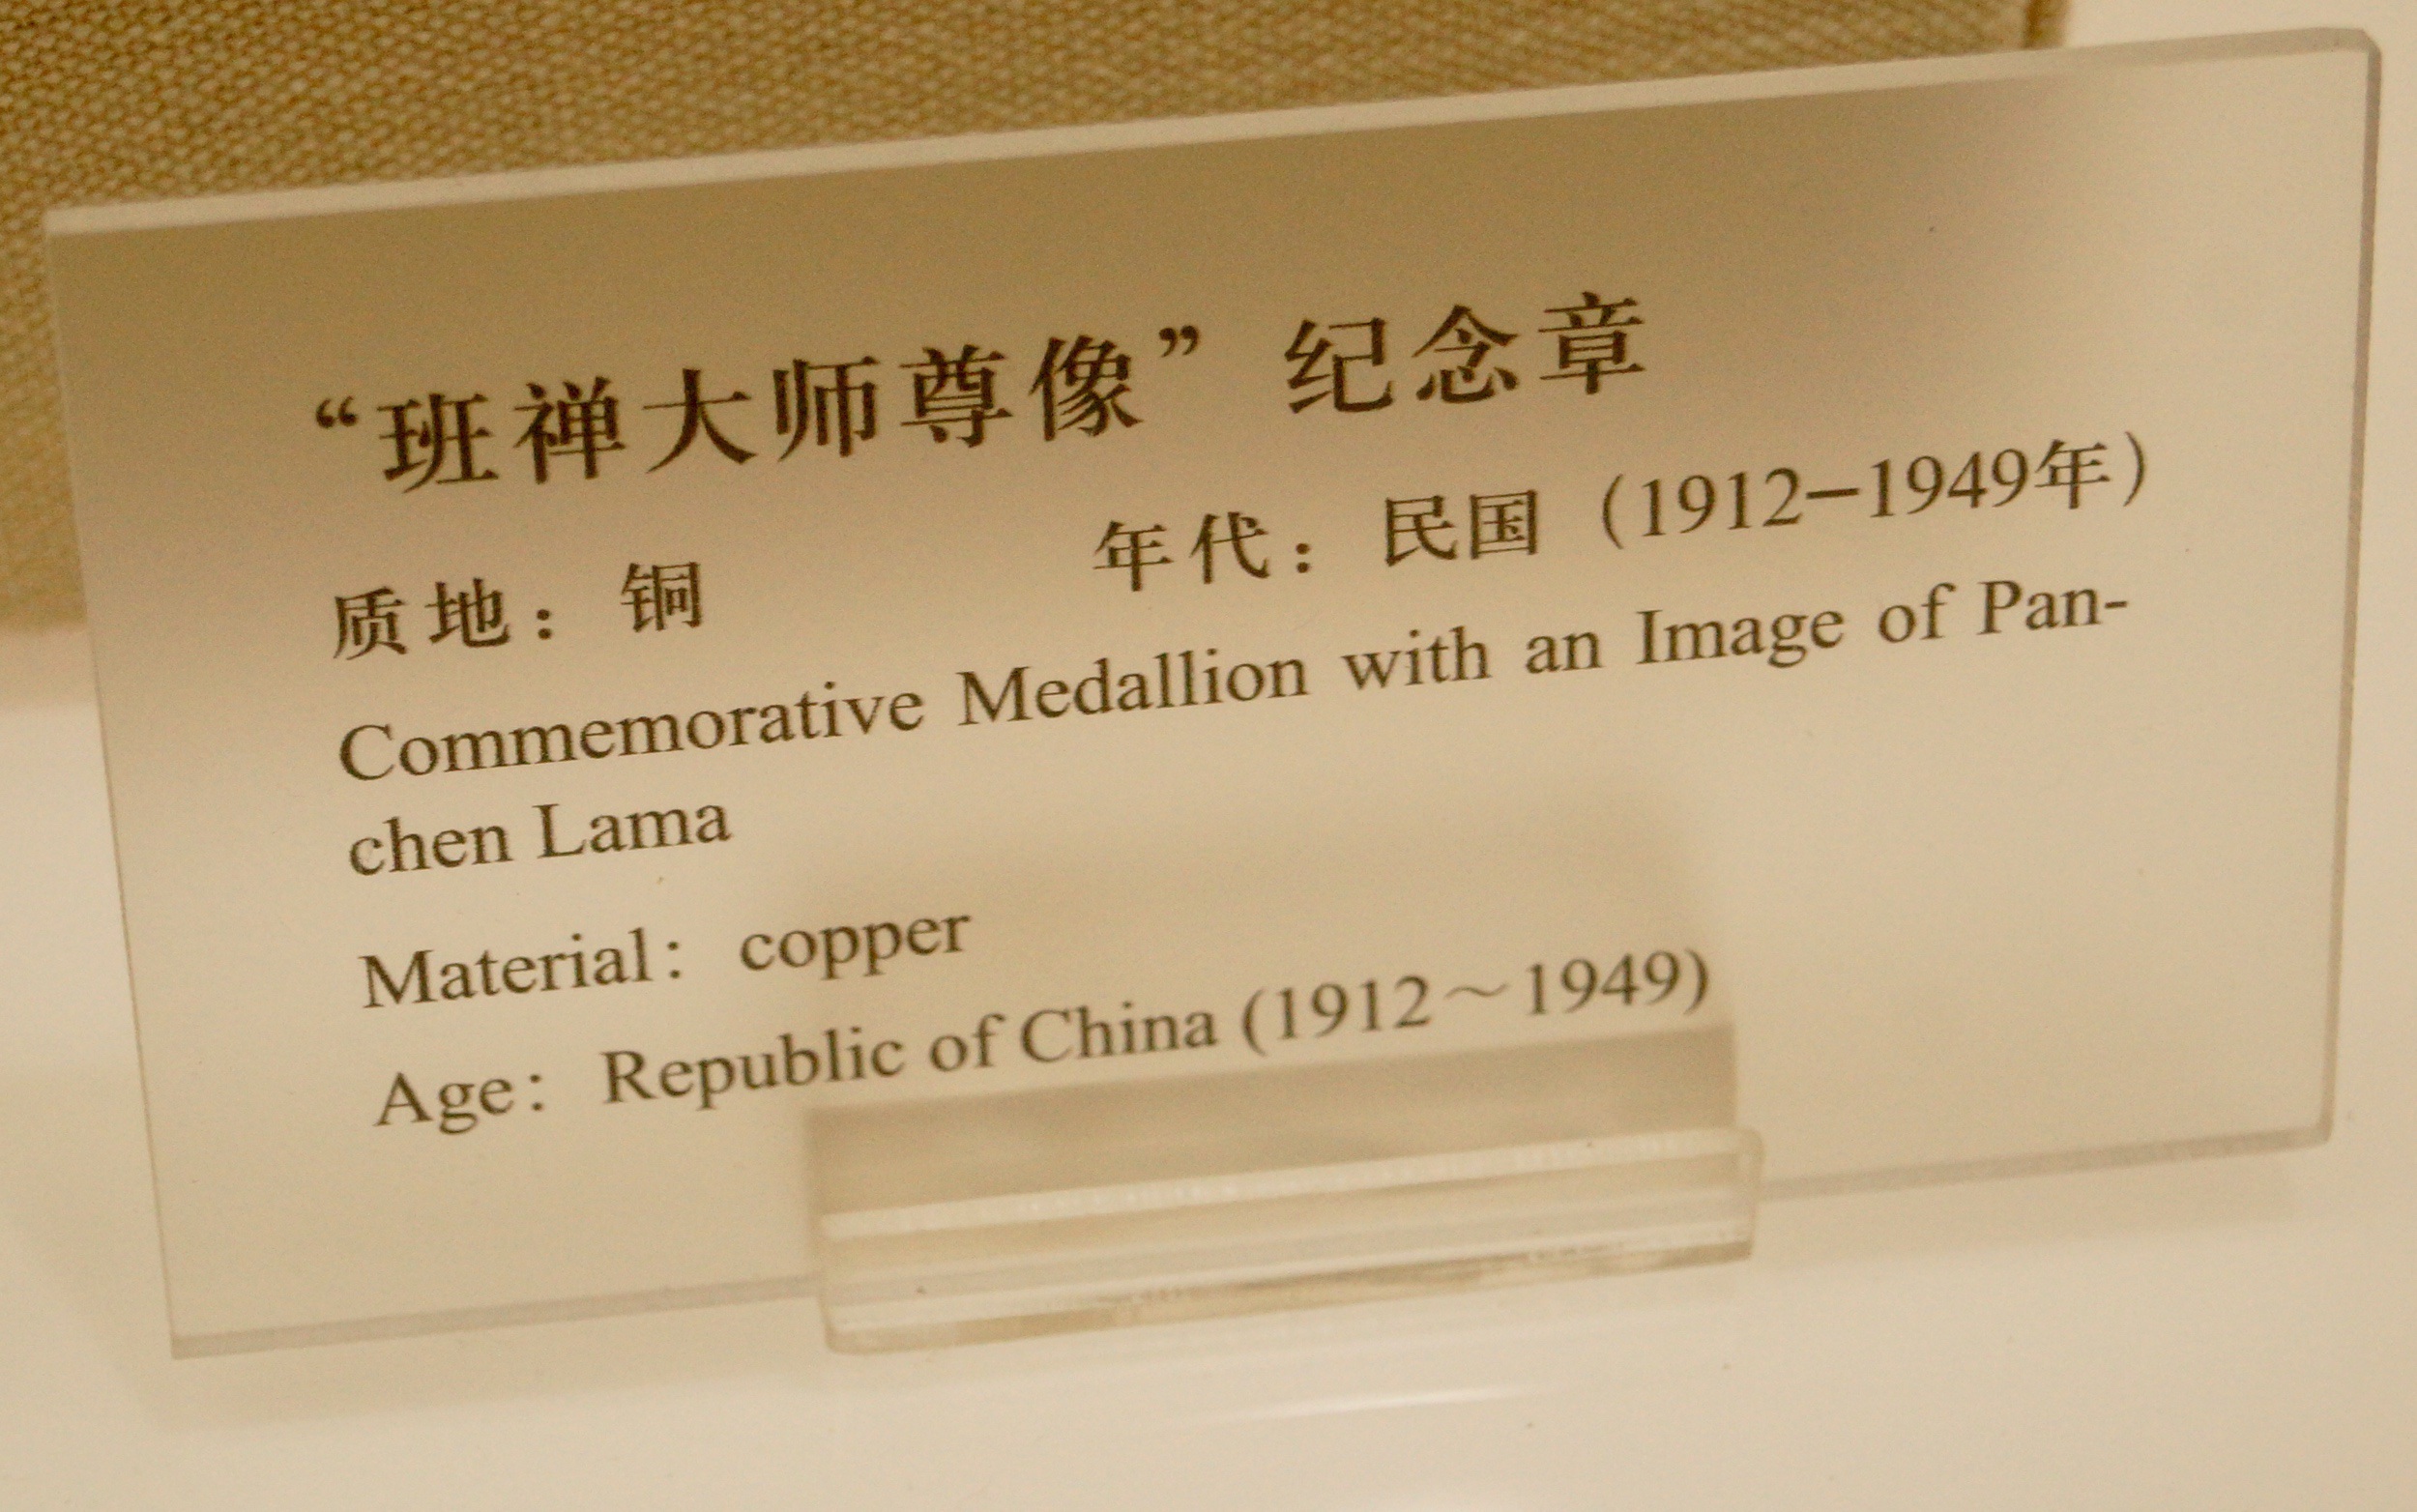 “班禅大师尊像”纪念章
质地：铜 年代：民国（1912-1949年）
Commemorative Medallion with an Image of Pan-
chen Lama
Material: copper
Age: Republic of China (1912～1949)